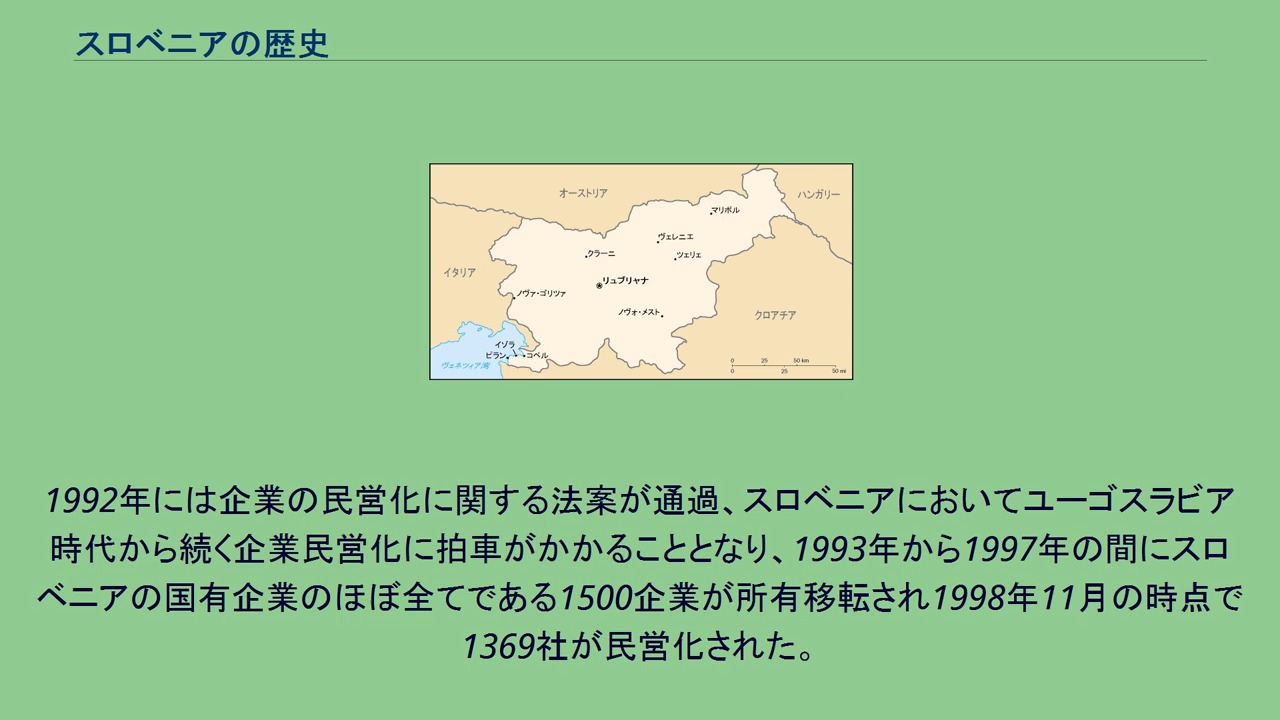 スロベニアの歴史
オーストリア
ハンガリー
マリボル
ヴェレニエ
クラーニ
ツェリェ
イタリア
リュブリャナ
ノヴァ・ゴリツァ
ノヴォ・メスト
クロアチア
イゾラ
ピラン
コペル
ヴェネツィア湾
0 25 50 km
0 25 50 mi
1992年には企業の民営化に関する法案が通過、スロベニアにおいてユーゴスラビア
時代から続く企業民営化に拍車がかかることとなり、1993年から1997年の間にスロ
ベニアの国有企業のほぼ全てである1500企業が所有移転され1998年11月の時点で
1369社が民営化された。